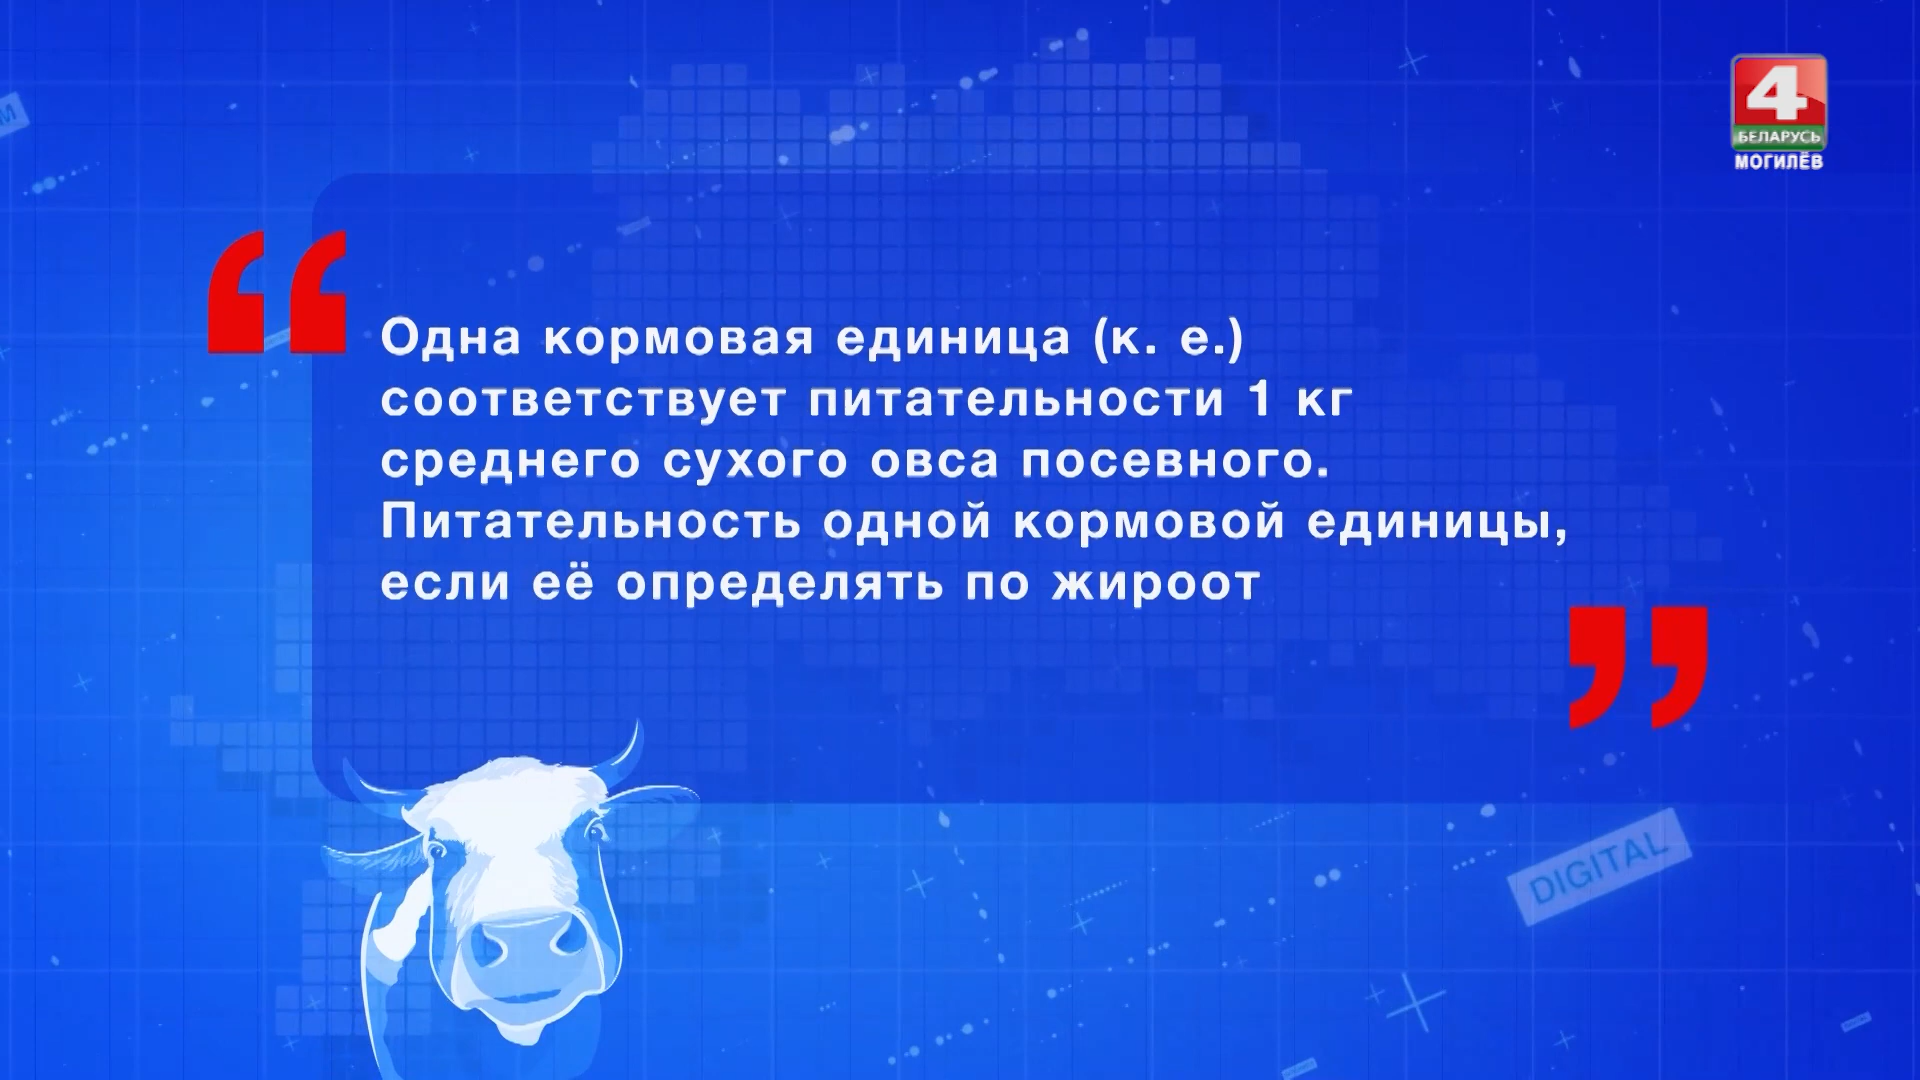 4
БЕЛАРУСЬ
МОГИЛЁВ
“
Одна кормовая единица (к. е.)
соответствует питательности 1 кг
среднего сухого овса посевного.
Питательность одной кормовой единицы,
если её определять по жироот
”
DIGITAL